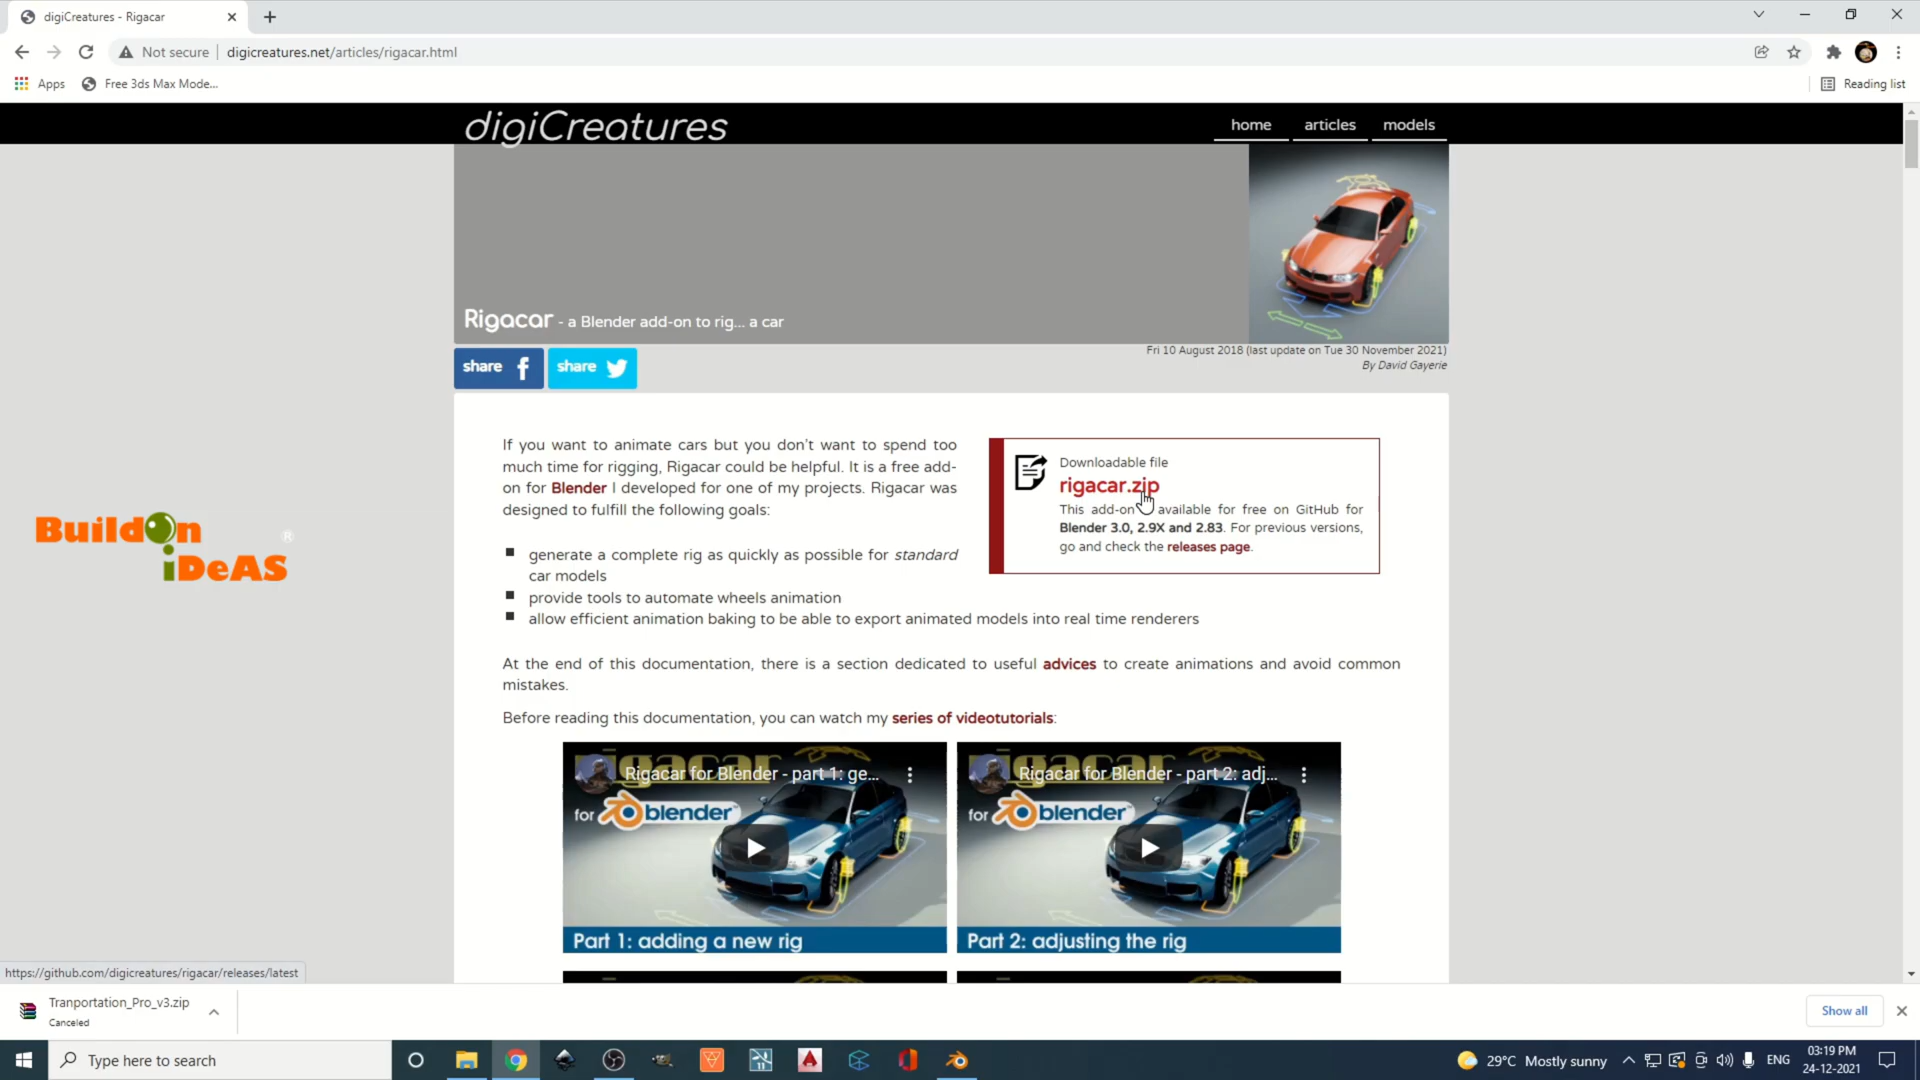 digiCreatures - Rigacar
Not secure
digicreatures.net/articles/rigacar.html
Apps
Free 3ds Max Mode...
Reading list
digiCreatures
home
articles
models
Rigacar - a Blender add-on to rig... a car
share
share
Fri 10 August 2018 (last update on Tue 30 November 2021)
By David Gayerie
If you want to animate cars but you don't want to spend too
much time for rigging, Rigacar could be helpful. It is a free add-
on for Blender I developed for one of my projects. Rigacar was
designed to fulfill the following goals:
Downloadable file
rigacar.zip
This add-on available for free on GitHub for
Blender 3.0, 2.9X and 2.83. For previous versions,
go and check the releases page.
BuildOn
iDeAS
®
generate a complete rig as quickly as possible for standard
car models
provide tools to automate wheels animation
allow efficient animation baking to be able to export animated models into real time renderers
At the end of this documentation, there is a section dedicated to useful advices to create animations and avoid common
mistakes.
Before reading this documentation, you can watch my series of videotutorials:
rigacar
Rigacar for Blender - part 1: ge...
for blender
Part 1: adding a new rig
rigacar
Rigacar for Blender - part 2: adj...
for blender
Part 2: adjusting the rig
https://github.com/digicreatures/rigacar/releases/latest
Tranportation_Pro_v3.zip
Canceled
Show all
Type here to search
29°C Mostly sunny
ENG
03:19 PM
24-12-2021